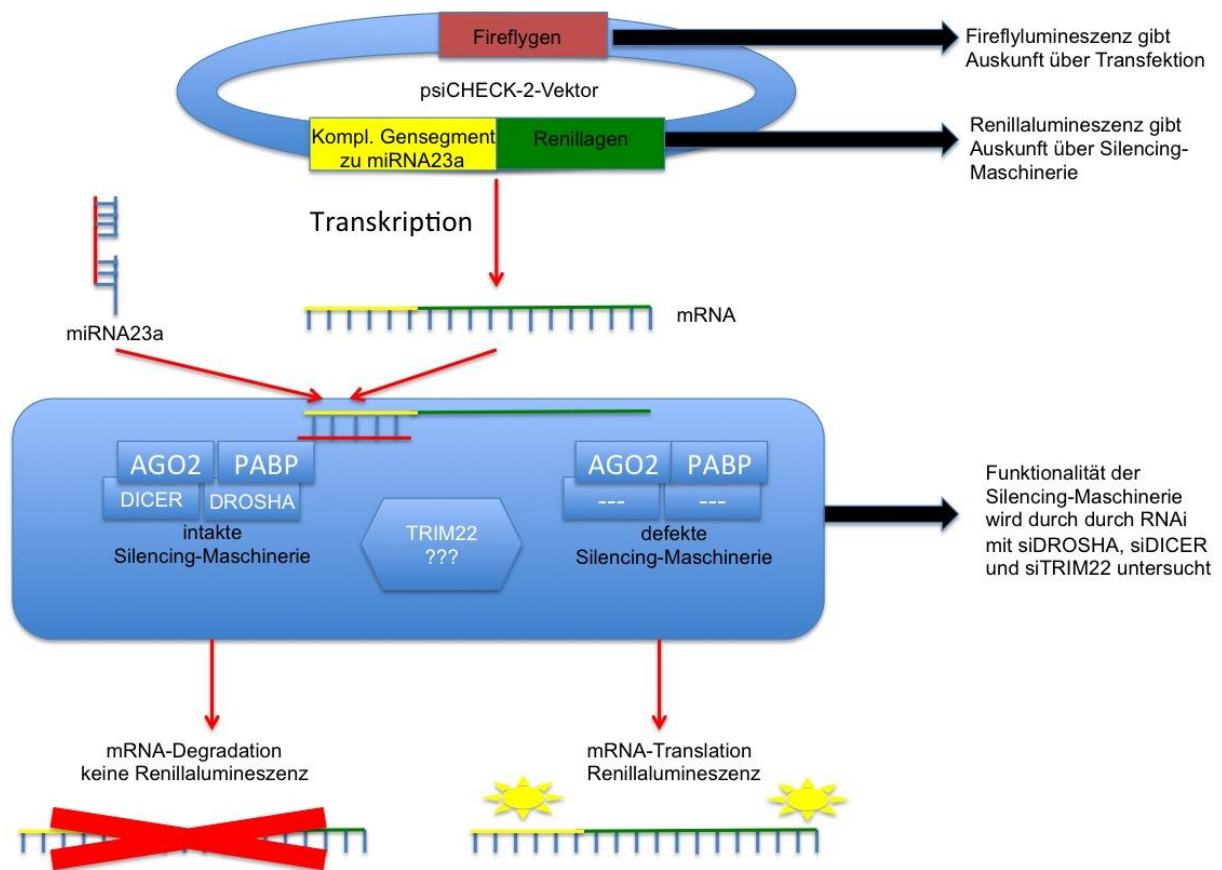 Fireflygen
Fireflylumineszenz gibt
Auskunft über Transfektion
psiCHECK-2-Vektor
Kompl. Gensegment
zu miRNA23a
Renillagen
Renillalumineszenz gibt
Auskunft über Silencing-
Maschinerie
Transkription
miRNA23a
mRNA
AGO2
PABP
DICER
DROSHA
intakte
Silencing-Maschinerie
TRIM22
???
AGO2
PABP
---
---
defekte
Silencing-Maschinerie
Funktionalität der
Silencing-Maschinerie
wird durch durch RNAi
mit siDROSHA, siDICER
und siTRIM22 untersucht
mRNA-Degradation
keine Renillalumineszenz
mRNA-Translation
Renillalumineszenz